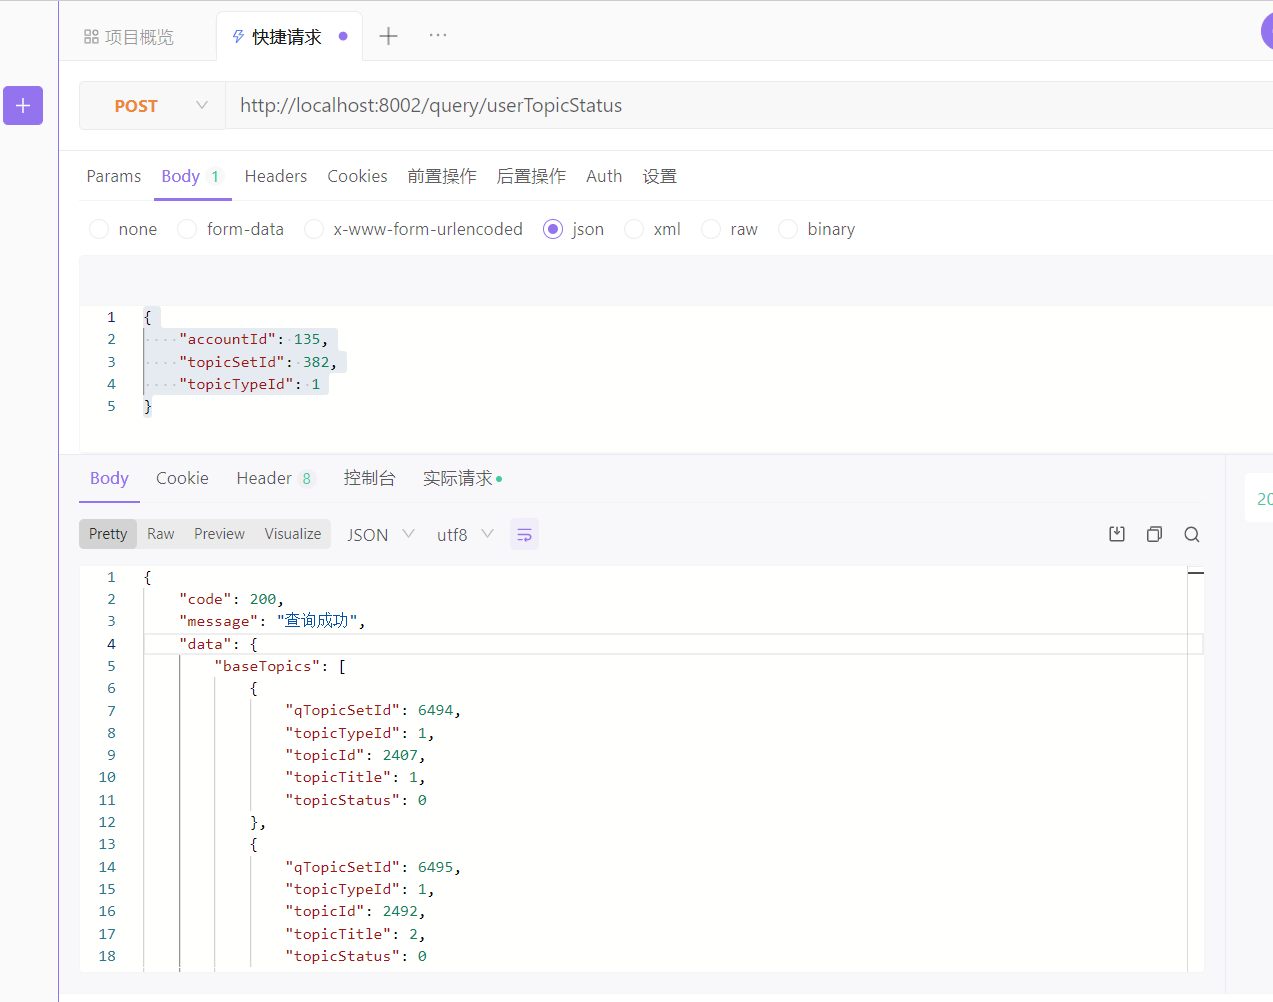 项目概览
快捷请求
POST
http://localhost:8002/query/userTopicStatus
Params Body 1 Headers Cookies 前置操作 后置操作 Auth 设置
none form-data x-www-form-urlencoded json xml raw binary
1 {
2 "accountId": 135,
3 "topicSetId": 382,
4 "topicTypeId": 1
5 }
Body Cookie Header 8 控制台 实际请求
20
Pretty Raw Preview Visualize JSON utf8
1 {
2 "code": 200,
3 "message": "查询成功",
4 "data": {
5 "baseTopics": [
6 {
7 "qTopicSetId": 6494,
8 "topicTypeId": 1,
9 "topicId": 2407,
10 "topicTitle": 1,
11 "topicStatus": 0
12 },
13 {
14 "qTopicSetId": 6495,
15 "topicTypeId": 1,
16 "topicId": 2492,
17 "topicTitle": 2,
18 "topicStatus": 0